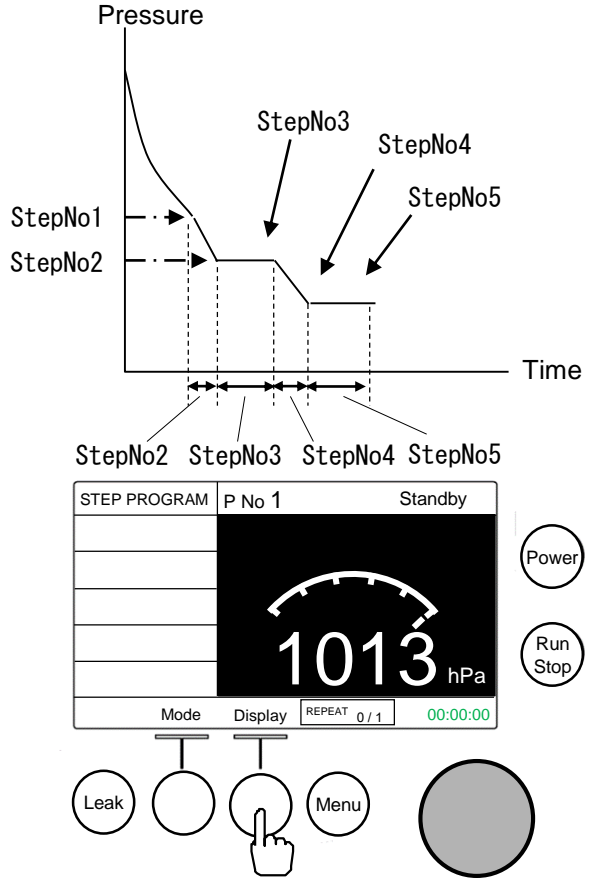 Pressure
StepNo3
StepNo4
StepNo5
StepNo1
StepNo2
Time
StepNo2 StepNo3 StepNo4 StepNo5
STEP PROGRAM P No 1 Standby
1013 hPa
Mode Display REPEAT 0 / 1 00:00:00
Power
Run
Stop
Leak
Menu